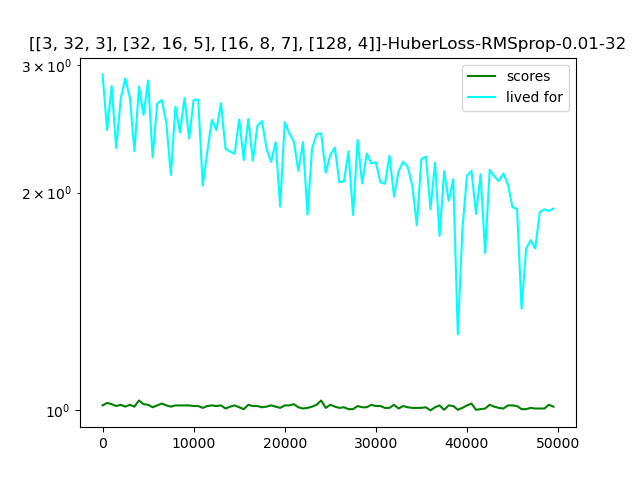 [[3, 32, 3], [32, 16, 5], [16, 8, 7], [128, 4]]-HuberLoss-RMSprop-0.01-32
3 × 10⁰
scores
lived for
2 × 10⁰
10⁰
0 10000 20000 30000 40000 50000